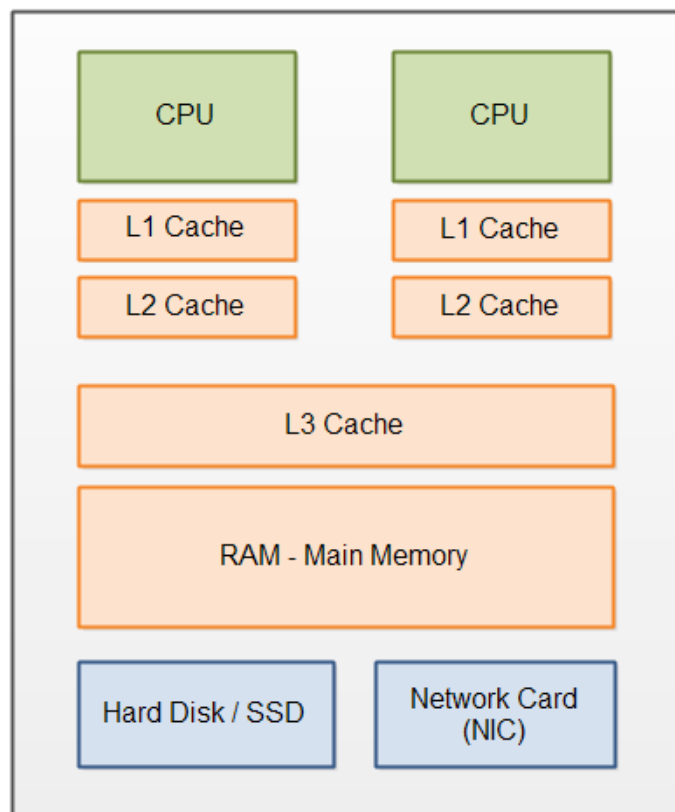 CPU
CPU
L1 Cache
L1 Cache
L2 Cache
L2 Cache
L3 Cache
RAM - Main Memory
Hard Disk / SSD
Network Card
(NIC)